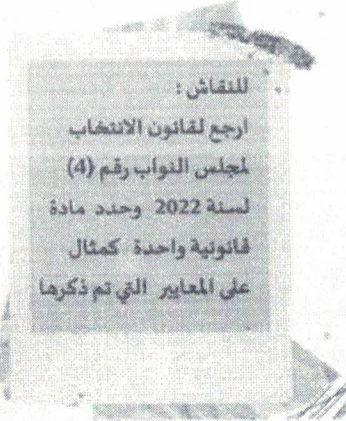 للنقاش :
ارجع لقانون الانتخاب
لمجلس النواب رقم (4)
لسنة 2022 وحدد مادة
قانونية واحدة كمثال
على المعايير التي تم ذكرها